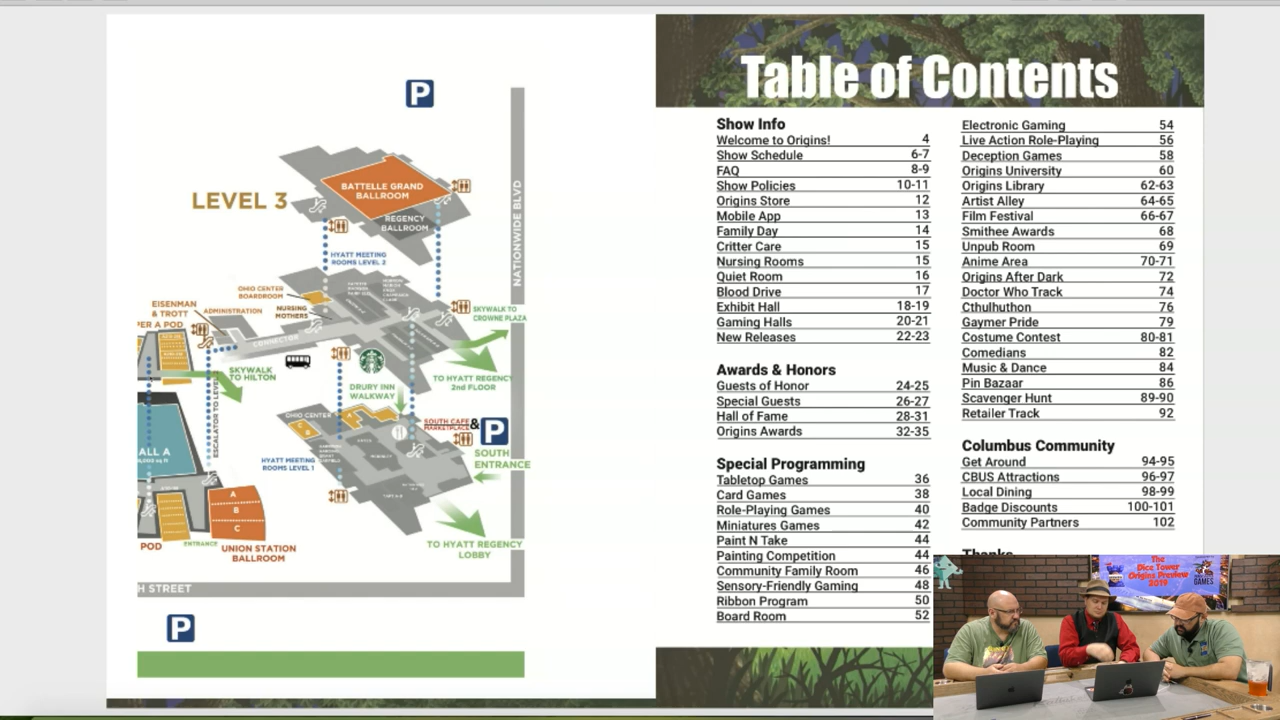 LEVEL 3
BATTELLE GRAND
BALLROOM
REGENCY
BALLROOM
HYATT MEETING
ROOMS LEVEL 2
NATIONWIDE BLVD
OHIO CENTER
BOARDROOM
EISENMAN
& TROTT
PER A POD
ADMINISTRATION
NURSING
MOTHERS
SKYWALK TO
CROWNE PLAZA
CONNECTOR
SKYWALK
TO HILTON
DRURY INN
WALKWAY
TO HYATT REGENCY
2nd FLOOR
ESCALATOR TO LEVEL
OHIO CENTER
A
B
C
SOUTH CAFE
MARKETPLACE
&
P
SOUTH
ENTRANCE
HALL A
HYATT MEETING
ROOMS LEVEL 1
A
B
C
POD
ENTRANCE
UNION STATION
BALLROOM
TO HYATT REGENCY
LOBBY
H STREET
P
P
Table of Contents
Show Info
Welcome to Origins! 4
Show Schedule 6-7
FAQ 8-9
Show Policies 10-11
Origins Store 12
Mobile App 13
Family Day 14
Critter Care 15
Nursing Rooms 15
Quiet Room 16
Blood Drive 17
Exhibit Hall 18-19
Gaming Halls 20-21
New Releases 22-23
Awards & Honors
Guests of Honor 24-25
Special Guests 26-27
Hall of Fame 28-31
Origins Awards 32-35
Special Programming
Tabletop Games 36
Card Games 38
Role-Playing Games 40
Miniatures Games 42
Paint N Take 44
Painting Competition 44
Community Family Room 46
Sensory-Friendly Gaming 48
Ribbon Program 50
Board Room 52
Electronic Gaming 54
Live Action Role-Playing 56
Deception Games 58
Origins University 60
Origins Library 62-63
Artist Alley 64-65
Film Festival 66-67
Smithee Awards 68
Unpub Room 69
Anime Area 70-71
Origins After Dark 72
Doctor Who Track 74
Cthulhuthon 76
Gaymer Pride 79
Costume Contest 80-81
Comedians 82
Music & Dance 84
Pin Bazaar 86
Scavenger Hunt 89-90
Retailer Track 92
Columbus Community
Get Around 94-95
CBUS Attractions 96-97
Local Dining 98-99
Badge Discounts 100-101
Community Partners 102
Thanks
The
Dice Tower
Origins Preview
2019
GAMES